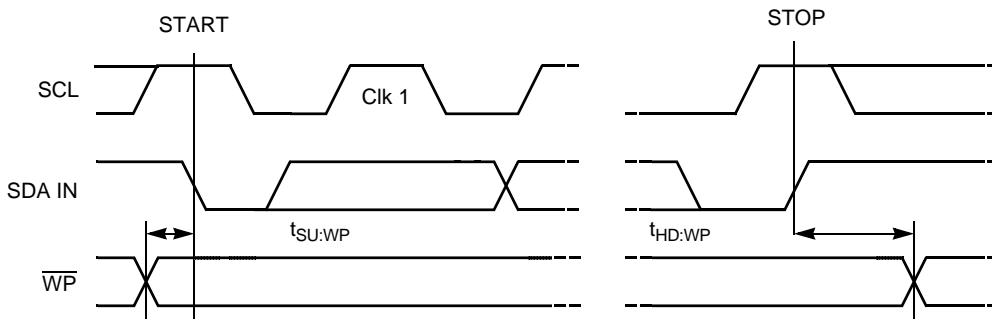 START
STOP
SCL
Clk 1
SDA IN
tSU:WP
tHD:WP
WP